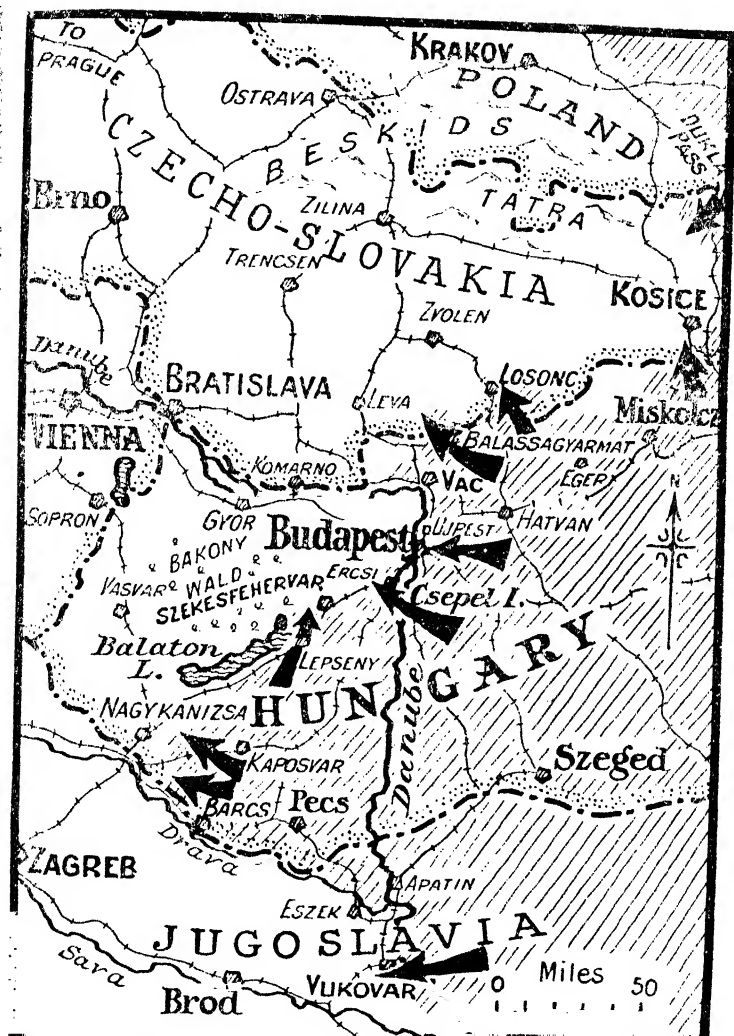 TO
PRAGUE
KRAKOV
OSTRAVA
POLAND
BESKIDS
DUKLA
PASS
CZECHO-SLOVAKIA
TATRA
Brno
ZILINA
TRENCSEN
KOSICE
ZVOLEN
Danube
BRATISLAVA
LOSONC
LEVA
Miskolcz
VIENNA
BALASSAGYARMAT
EGER
KOMARNO
VAC
N
SOPRON
GYOR
Budapest
UJPEST
HATVAN
BAKONY
WALD
ERCSI
VASVAR
SZEKESFEHERVAR
Csepel I.
Balaton
L.
LEPSENY
HUNGARY
NAGYKANIZSA
Danube
KAPOSVAR
Szeged
BARCS
Pecs
Drava
ZAGREB
APATIN
ESZEK
JUGOSLAVIA
Sava
VUKOVAR
0 Miles 50
Brod